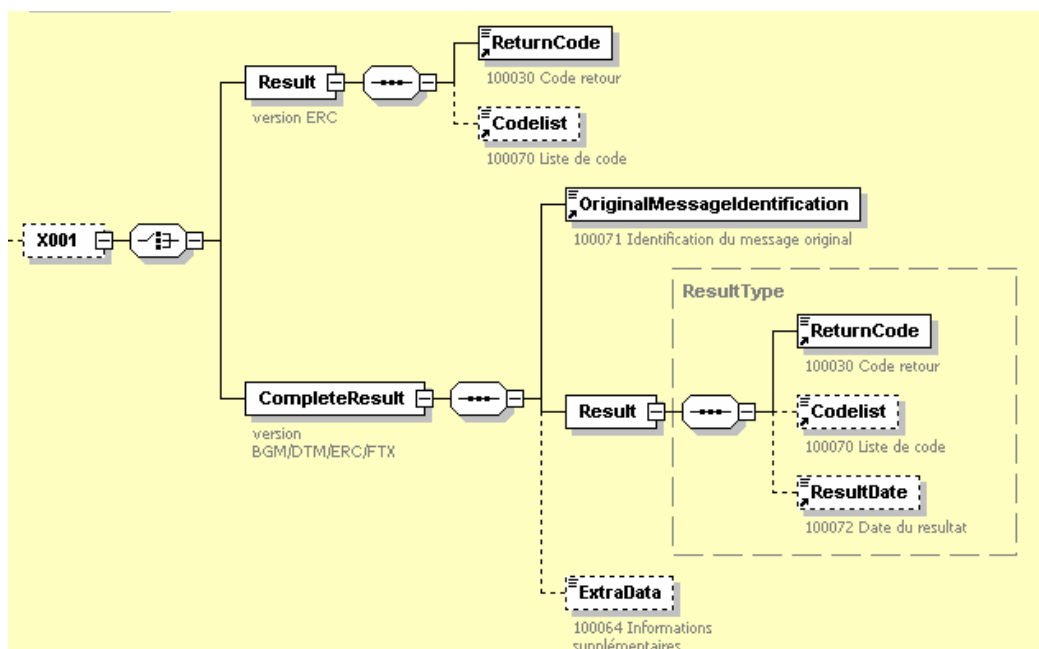 ReturnCode
100030 Code retour
Result
version ERC
Codelist
100070 Liste de code
X001
OriginalMessageIdentification
100071 Identification du message original
ResultType
ReturnCode
100030 Code retour
CompleteResult
version
BGM/DTM/ERC/FTX
Result
Codelist
100070 Liste de code
ResultDate
100072 Date du resultat
ExtraData
100064 Informations
supplémentaires